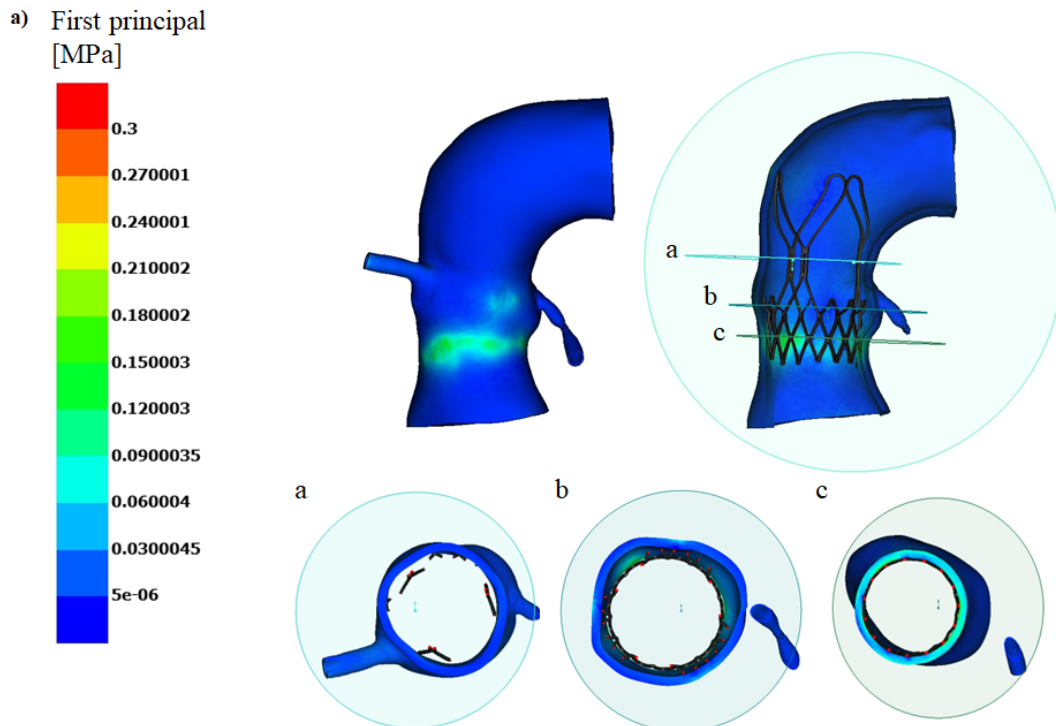 a) First principal
[MPa]
0.3
0.270001
0.240001
0.210002
0.180002
0.150003
0.120003
0.0900035
0.060004
0.0300045
5e-06
a
b
c
a
b
c